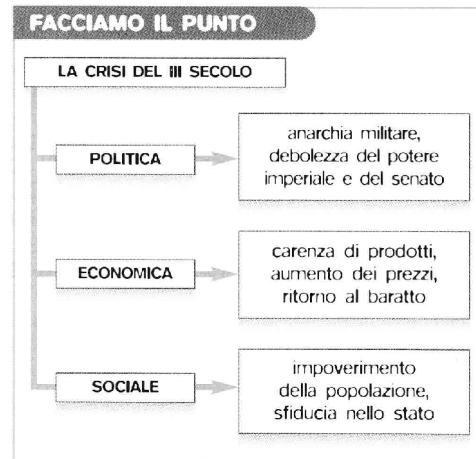 FACCIAMO IL PUNTO
LA CRISI DEL III SECOLO
POLITICA
anarchia militare,
debolezza del potere
imperiale e del senato
ECONOMICA
carenza di prodotti,
aumento dei prezzi,
ritorno al baratto
SOCIALE
impoverimento
della popolazione,
sfiducia nello stato